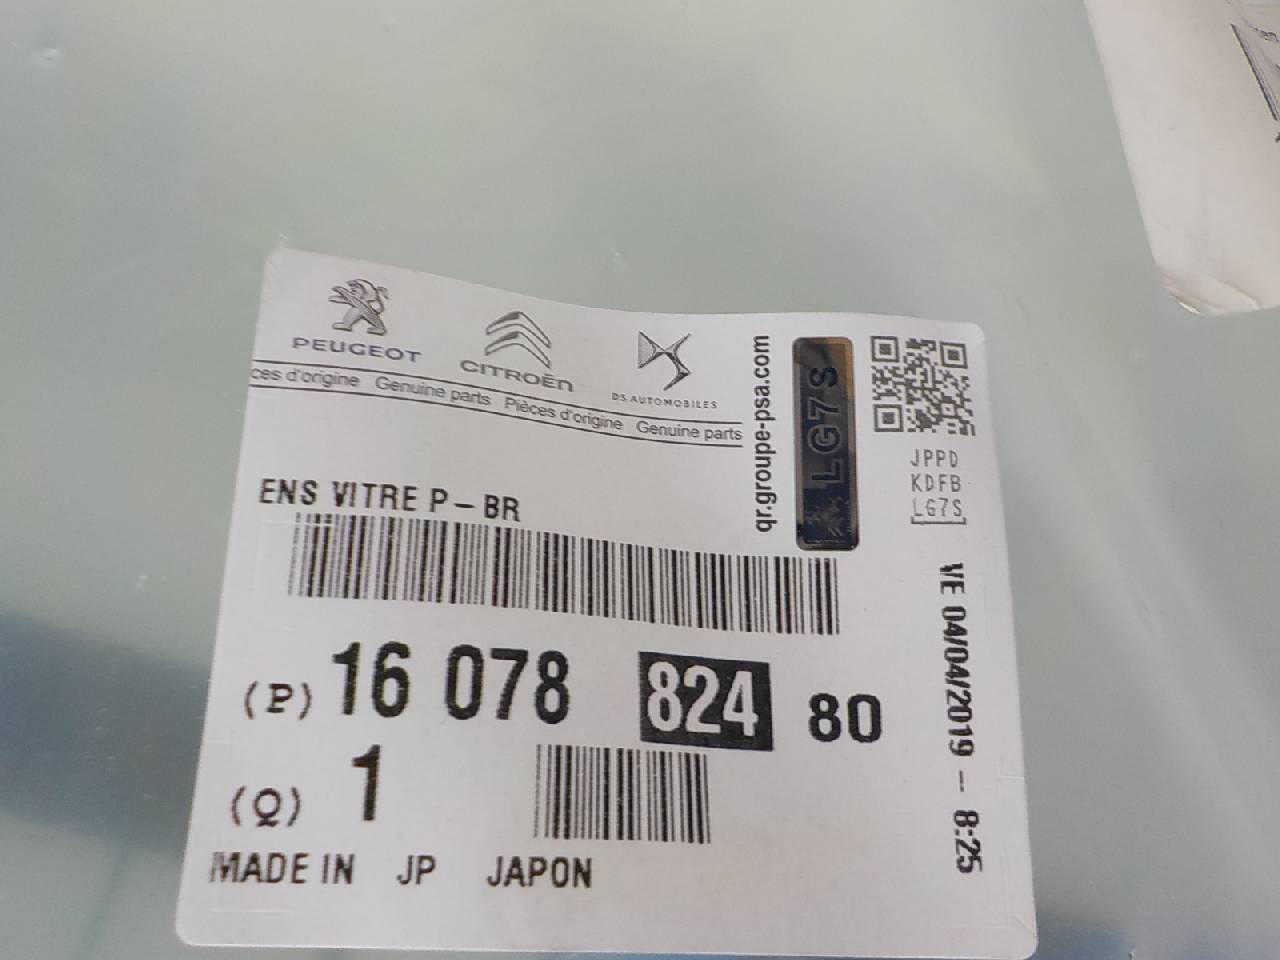 PEUGEOT
CITROËN
DS AUTOMOBILES
ces d'origine Genuine parts Pièces d'origine Genuine parts
qr.groupe-psa.com
LG7S
JPPD
KDFB
LG7S
ENS VITRE P-BR
(P) 16 078 824 80
(Q) 1
MADE IN JP JAPON
VE 04/04/2019 - 8:25